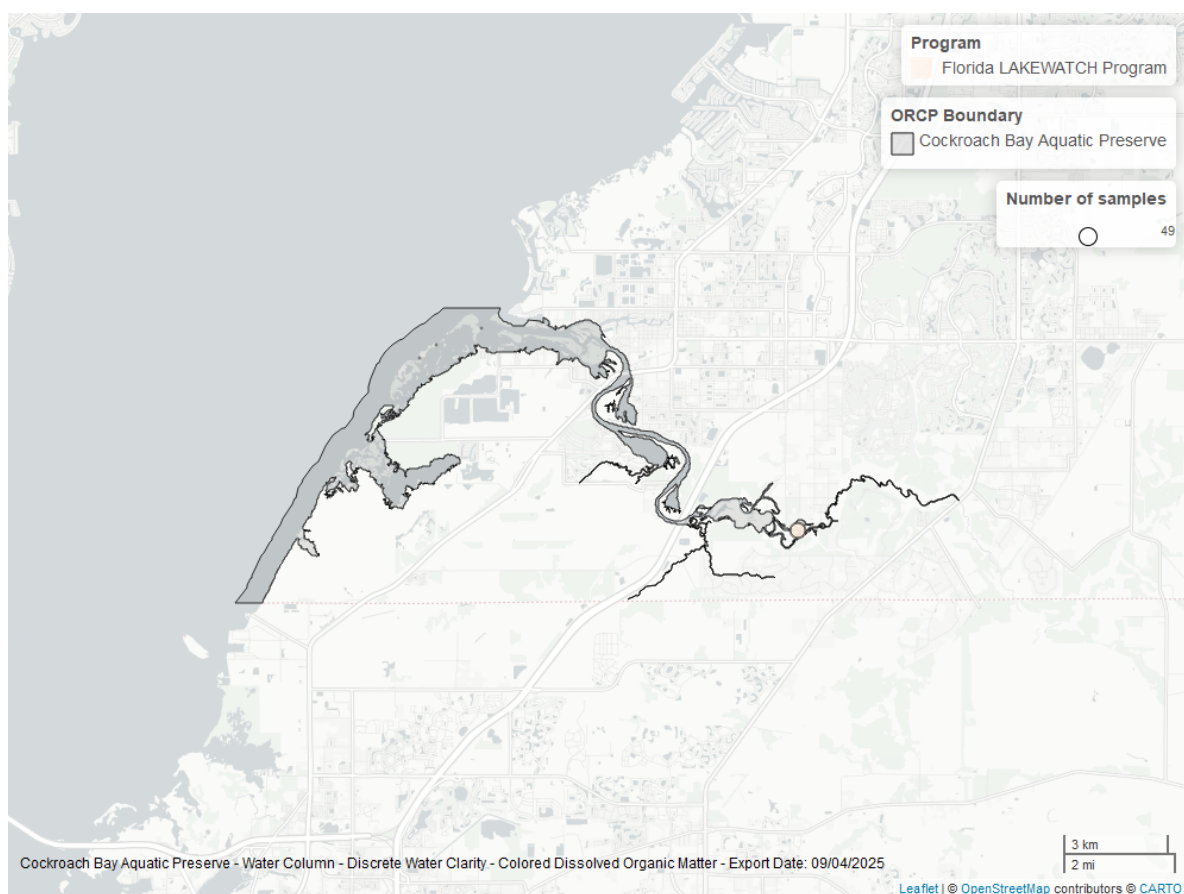 Program
Florida LAKEWATCH Program
ORCP Boundary
Cockroach Bay Aquatic Preserve
Number of samples
49
3 km
2 mi
Cockroach Bay Aquatic Preserve - Water Column - Discrete Water Clarity - Colored Dissolved Organic Matter - Export Date: 09/04/2025
Leaflet | © OpenStreetMap contributors © CARTO